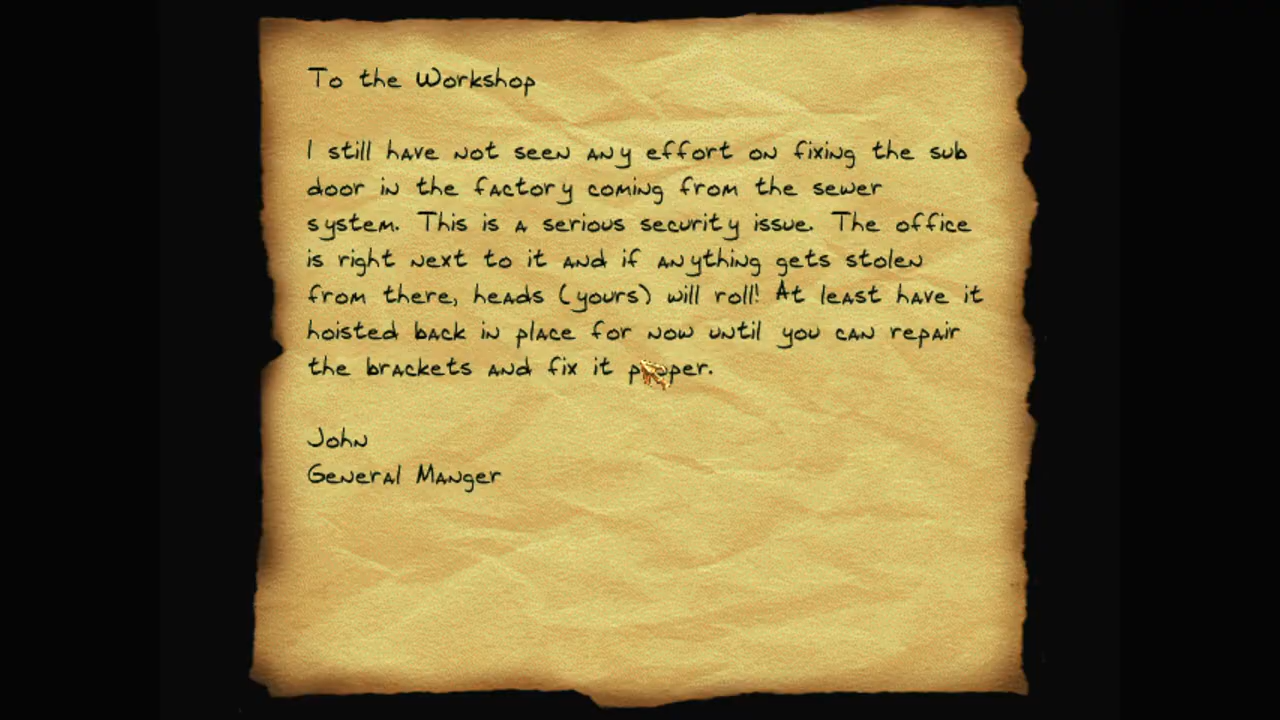 To the Workshop
I still have not seen any effort on fixing the sub
door in the factory coming from the sewer
system. This is a serious security issue. The office
is right next to it and if anything gets stolen
from there, heads (yours) will roll! At least have it
hoisted back in place for now until you can repair
the brackets and fix it proper.
John
General Manger